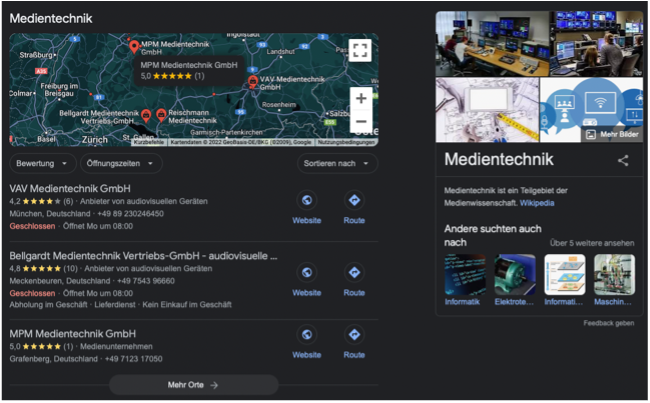 Medientechnik
Ingolstadt
Straßburg
MPM Medientechnik
GmbH
Landshut
MPM Medientechnik
GmbH
5,0 ★★★★★ (1)
VAV Medientechnik
GmbH
A35
Colmar
Freiburg im
Breisgau
Bellgardt Medientechnik
Vertriebs-GmbH
Reischmann
Medientechnik
Rosenheim
Salzburg
Basel
Zürich
St. Gallen
Garmisch-Partenkirchen
Kurzbefehle
Kartendaten © 2022 GeoBasis-DE/BKG (©2009), Google
Nutzungsbedingungen
Bewertung
Öffnungszeiten
Sortieren nach
VAV Medientechnik GmbH
4,2 ★★★★★ (6) · Anbieter von audiovisuellen Geräten
München, Deutschland · +49 89 230246450
Geschlossen · Öffnet Mo um 08:00
Website
Route
Bellgardt Medientechnik Vertriebs-GmbH - audiovisuelle ...
4,8 ★★★★★ (10) · Anbieter von audiovisuellen Geräten
Meckenbeuren, Deutschland · +49 7543 96660
Geschlossen · Öffnet Mo um 08:00
Abholung im Geschäft · Lieferdienst · Kein Einkauf im Geschäft
Website
Route
MPM Medientechnik GmbH
5,0 ★★★★★ (1) · Medienunternehmen
Grafenberg, Deutschland · +49 7123 17050
Website
Route
Mehr Orte →
Mehr Bilder
Medientechnik
Medientechnik ist ein Teilgebiet der
Medienwissenschaft. Wikipedia
Andere suchten auch
nach
Über 5 weitere ansehen
Informatik
Elektrote...
Informati...
Maschin...
Feedback geben